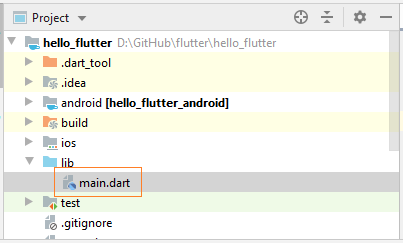 Project
hello_flutter D:\GitHub\flutter\hello_flutter
.dart_tool
.idea
android [hello_flutter_android]
build
ios
lib
main.dart
test
.gitignore